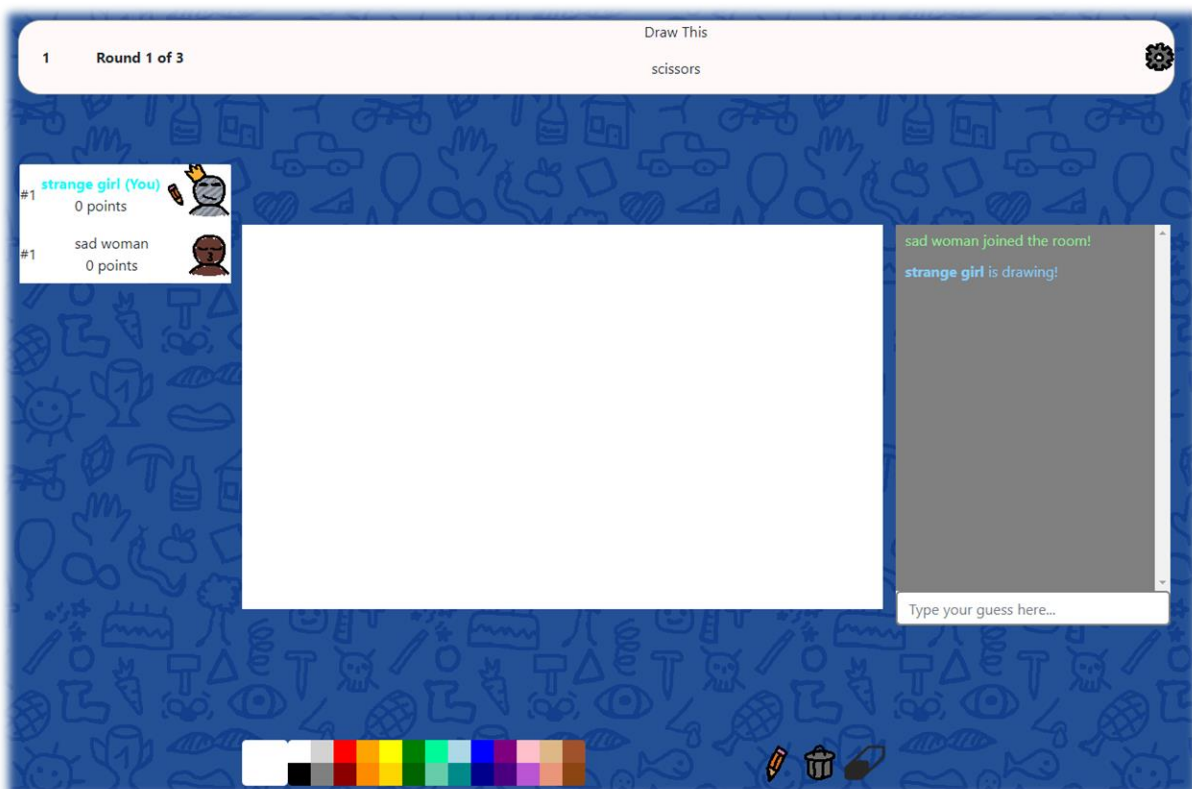 1 Round 1 of 3
Draw This
scissors
#1 strange girl (You)
0 points
#1 sad woman
0 points
sad woman joined the room!
strange girl is drawing!
Type your guess here...